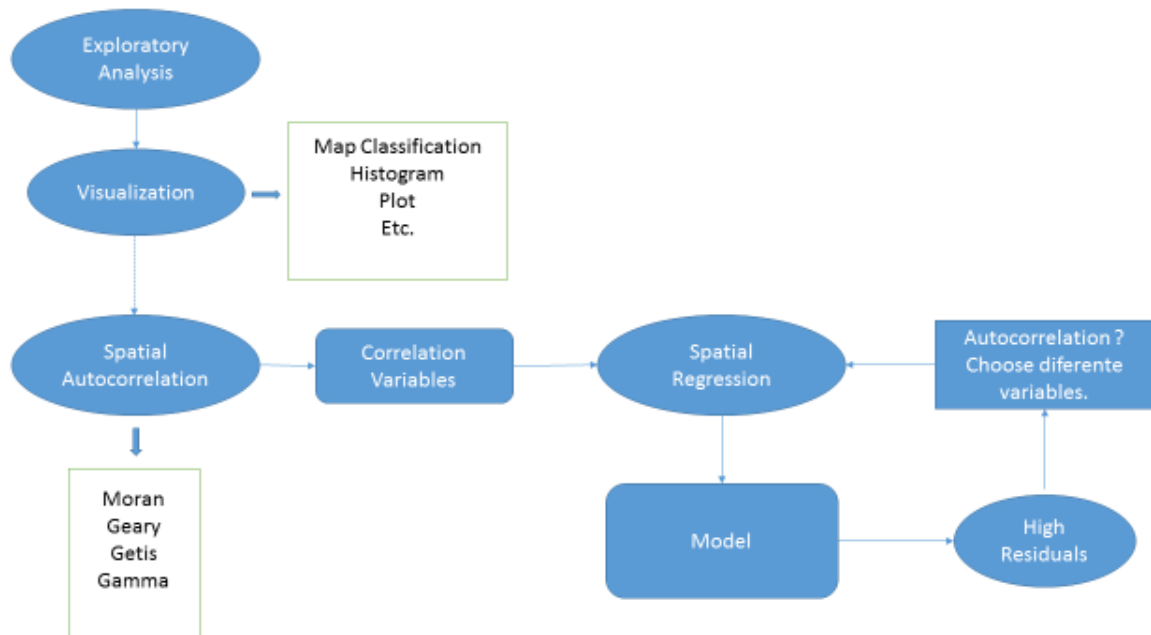 Exploratory
Analysis
Visualization
Map Classification
Histogram
Plot
Etc.
Spatial
Autocorrelation
Correlation
Variables
Spatial
Regression
Autocorrelation ?
Choose diferente
variables.
Moran
Geary
Getis
Gamma
Model
High
Residuals